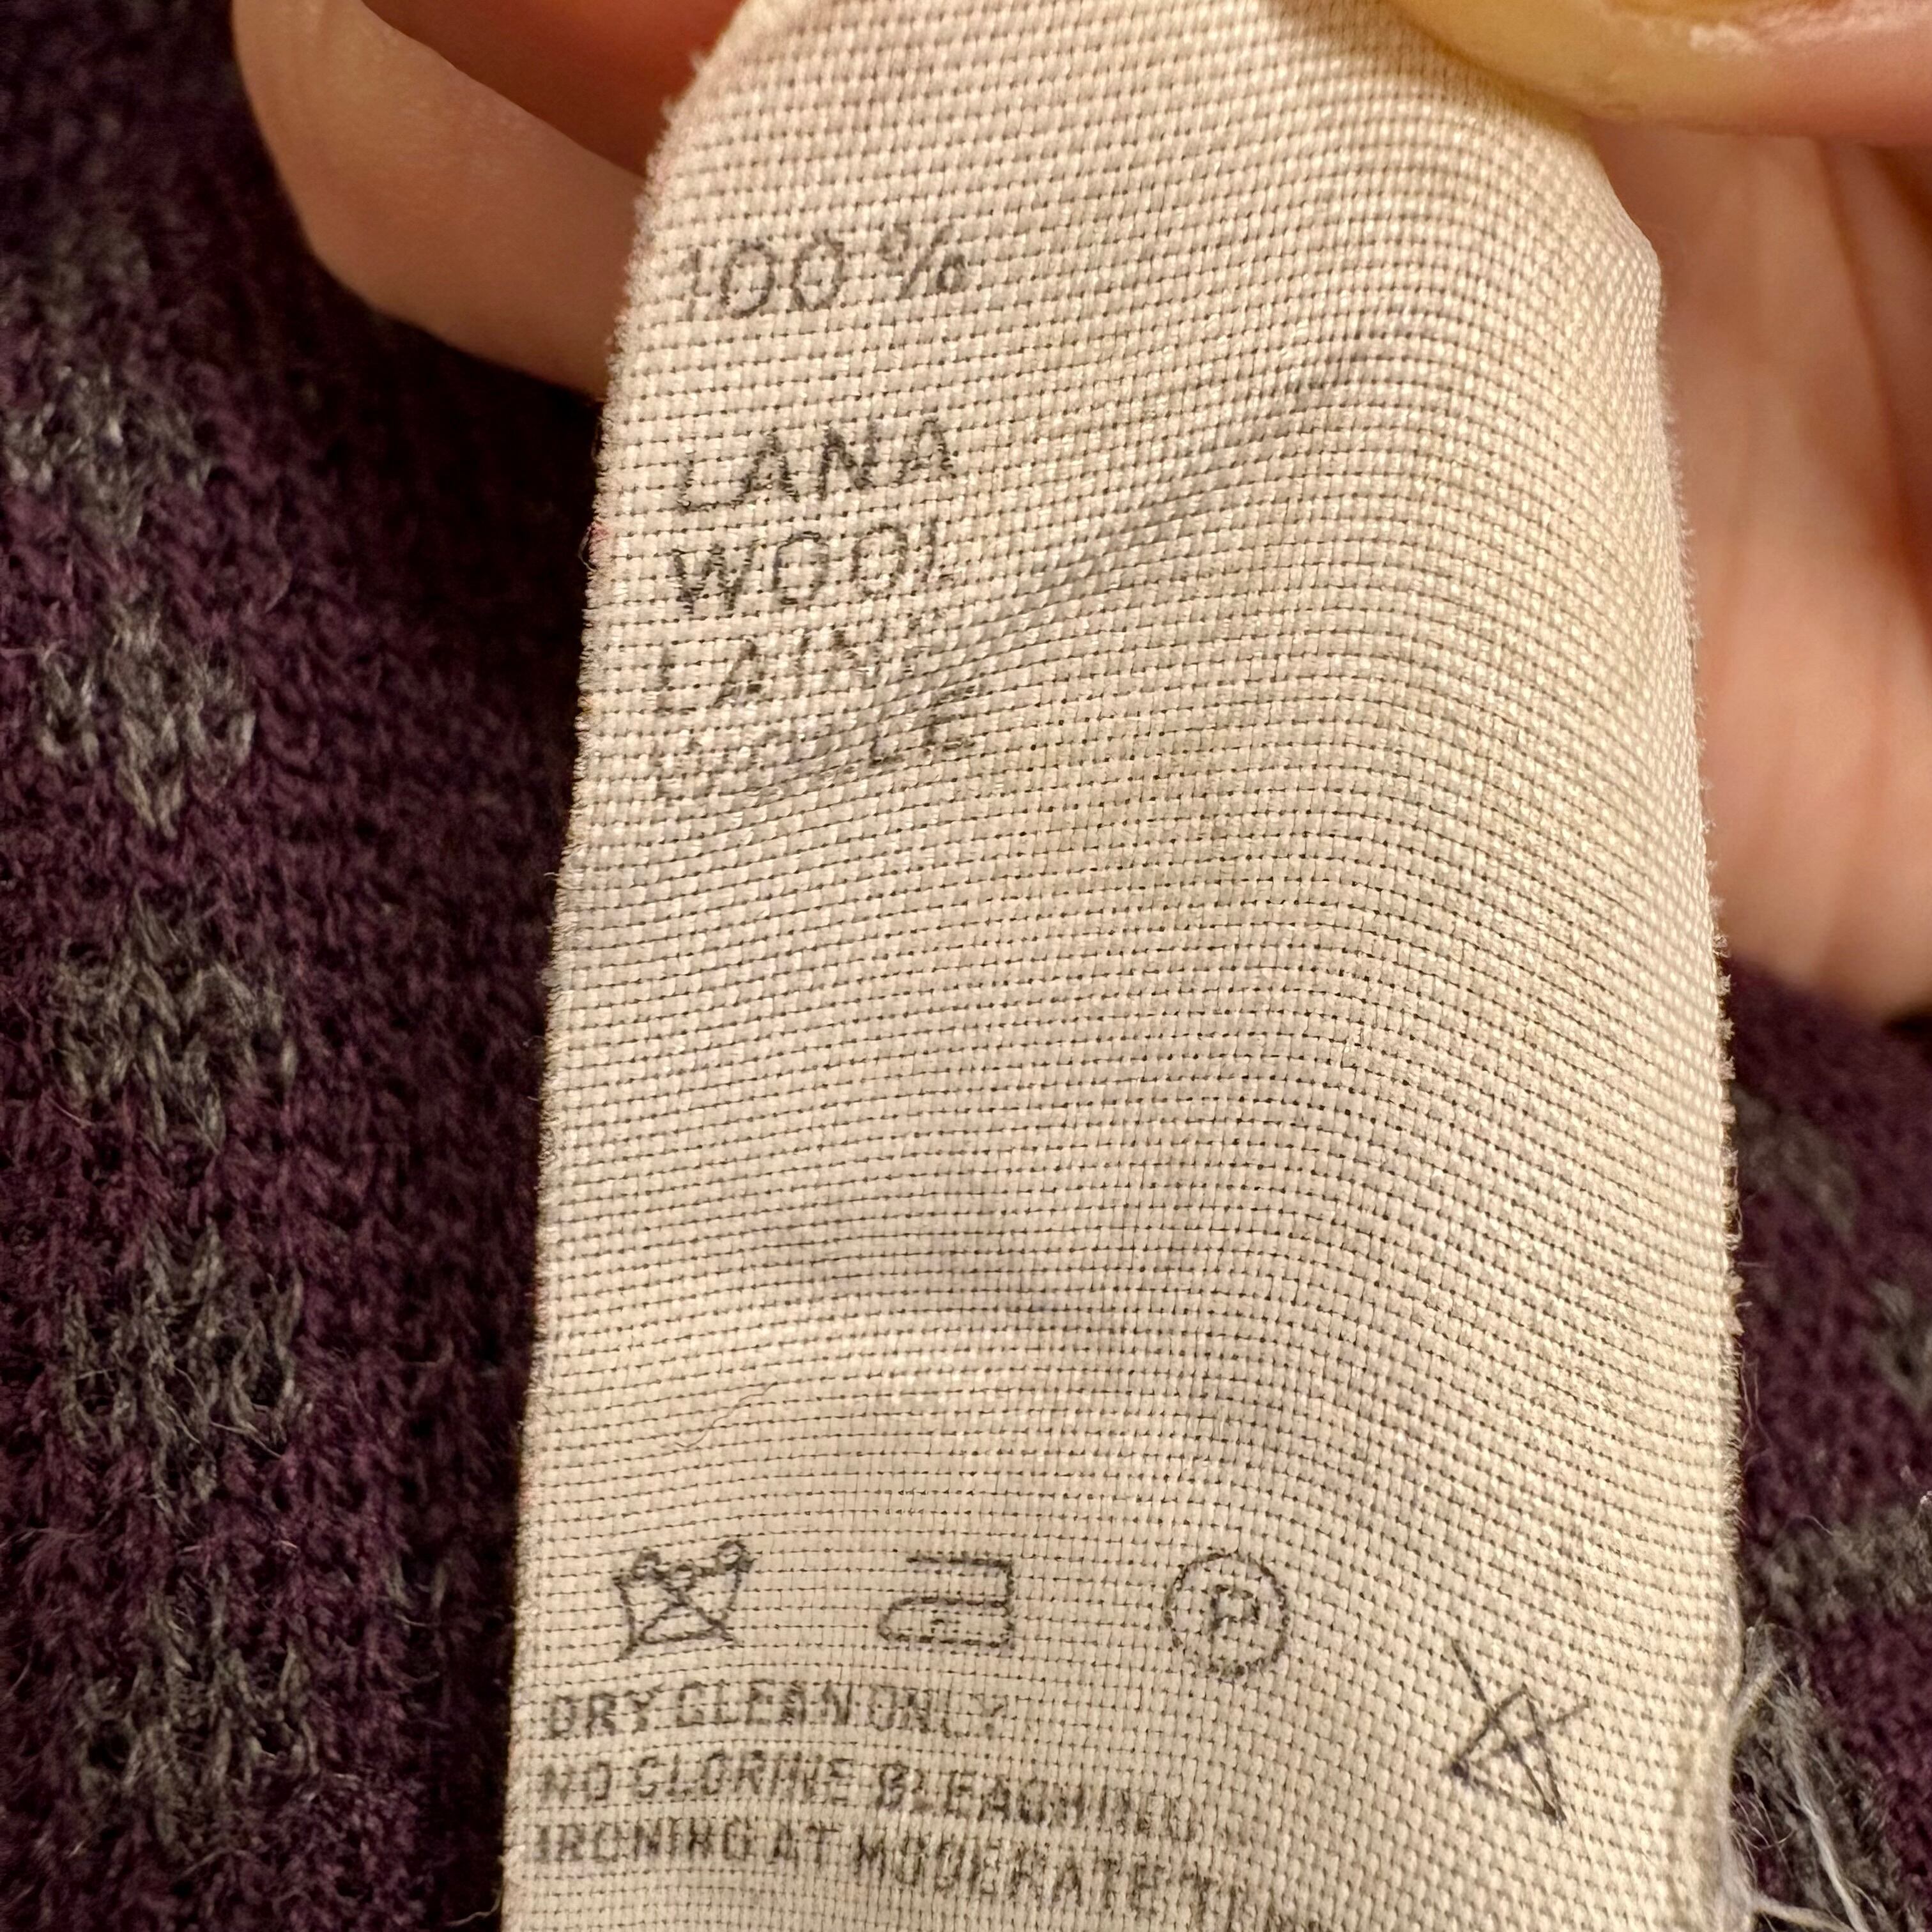 100%
LANA
WOOL
LAINE
WOLLE
P
DRY CLEAN ONLY
NO CLORINE BLEACHING
IRONING AT MODERATE